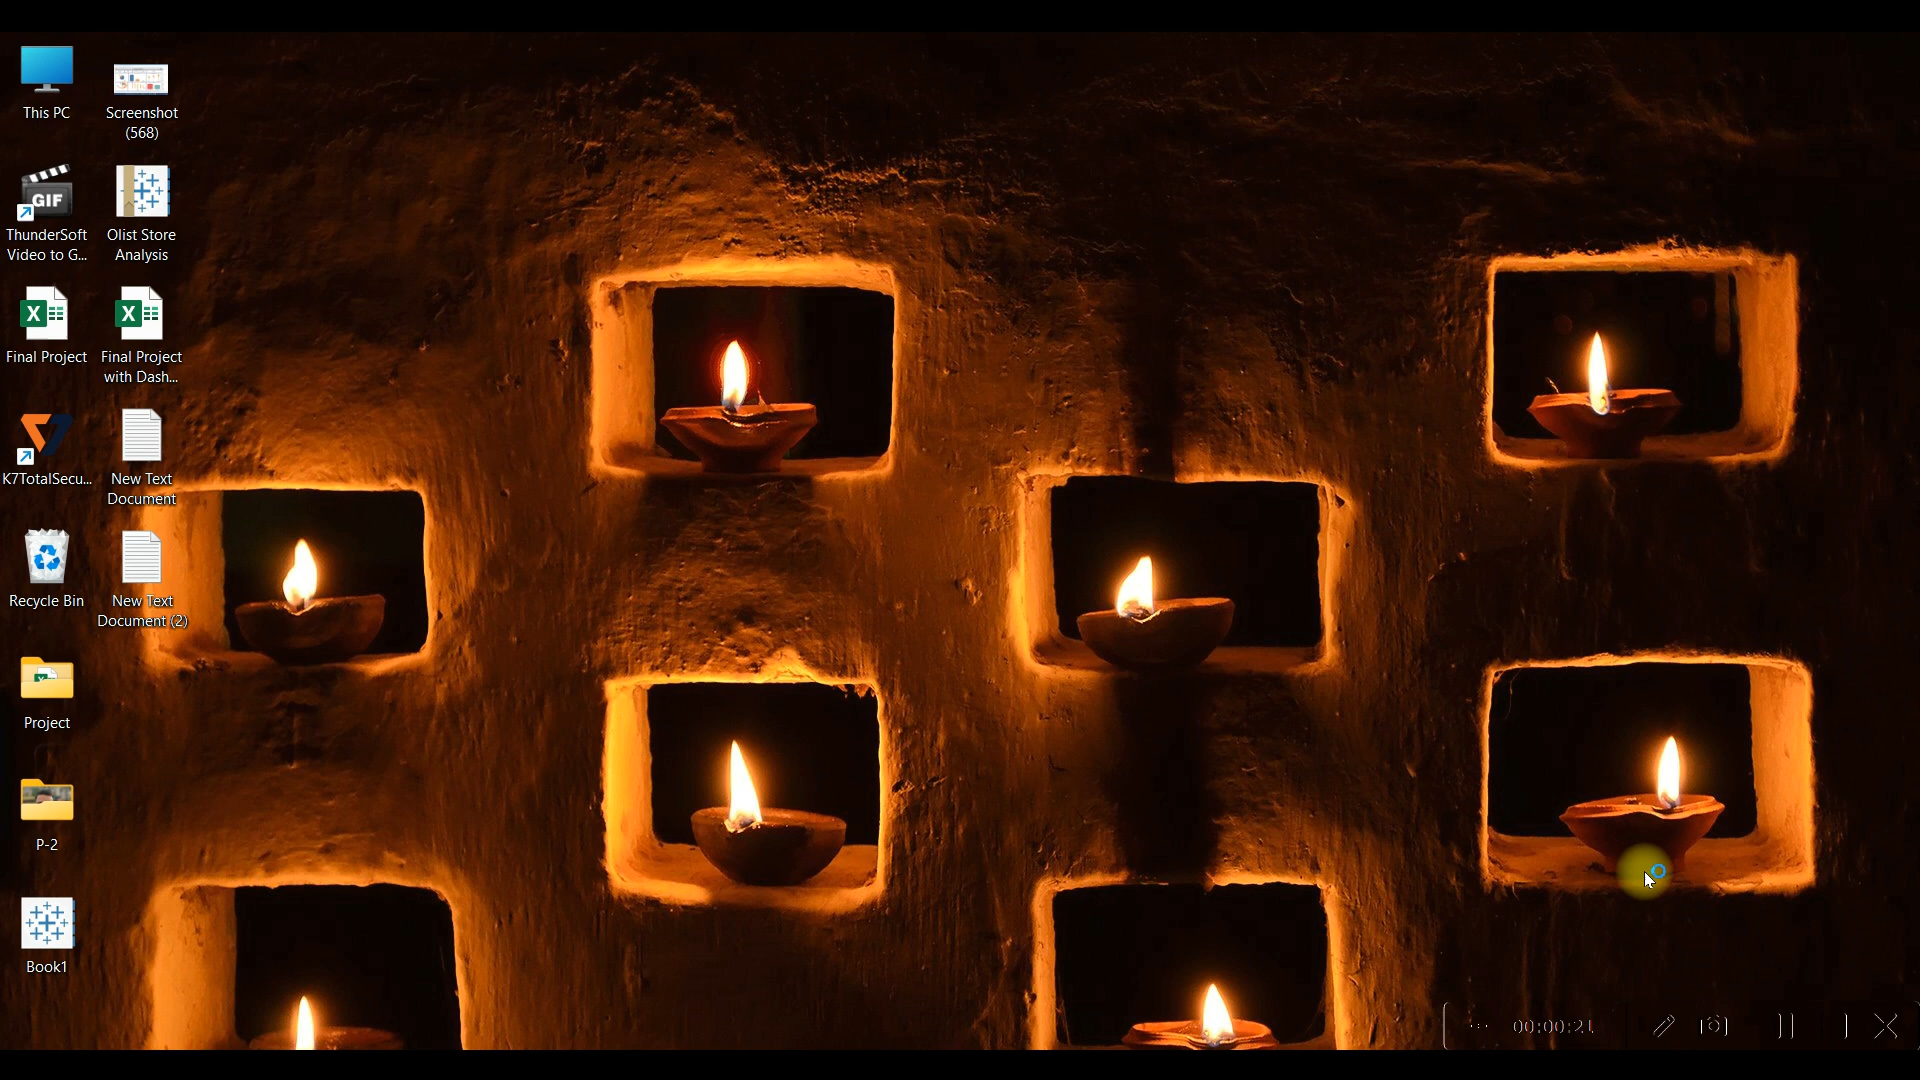 This PC
Screenshot
(568)
GIF
ThunderSoft
Video to G...
Olist Store
Analysis
X
Final Project
X
Final Project
with Dash...
K7TotalSecu...
New Text
Document
Recycle Bin
New Text
Document (2)
Project
P-2
Book1
00:00:21